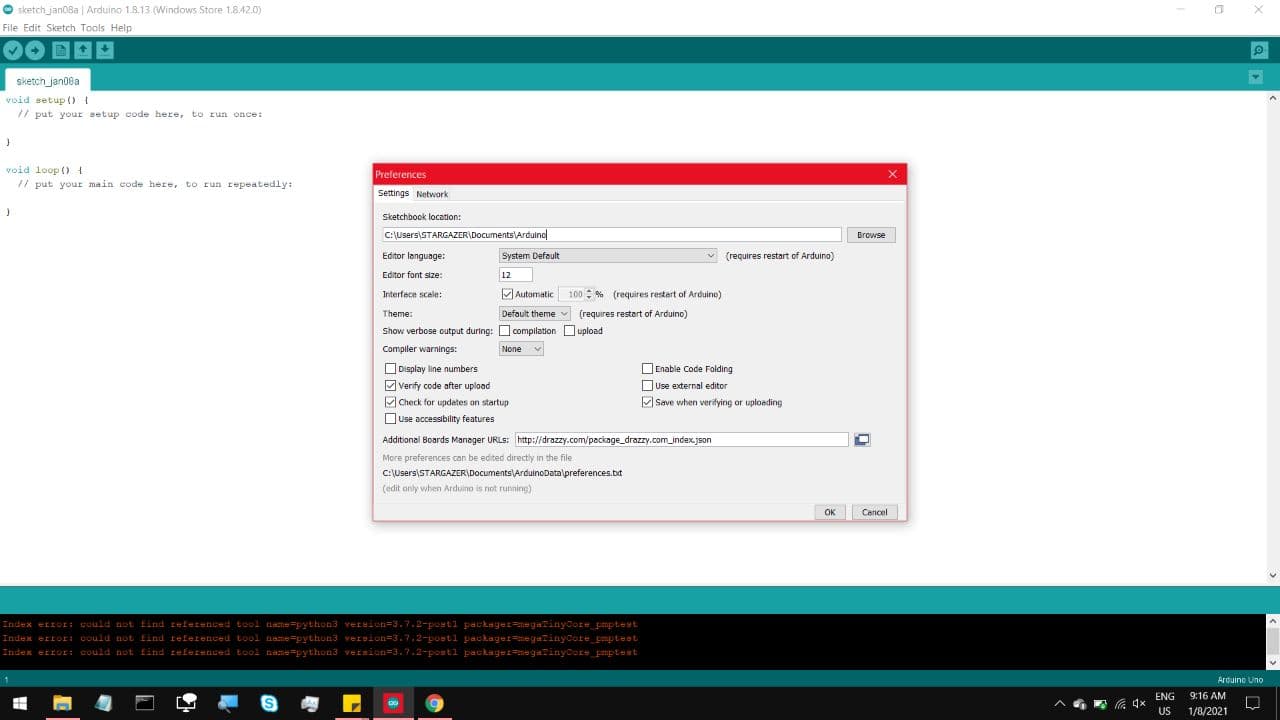 sketch_jan08a | Arduino 1.8.13 (Windows Store 1.8.42.0)
File Edit Sketch Tools Help
sketch_jan08a
void setup() {
// put your setup code here, to run once:
}
void loop() {
// put your main code here, to run repeatedly:
}
Preferences
Settings Network
Sketchbook location:
C:\Users\STARGAZER\Documents\Arduino Browse
Editor language: System Default (requires restart of Arduino)
Editor font size: 12
Interface scale: Automatic 100 % (requires restart of Arduino)
Theme: Default theme (requires restart of Arduino)
Show verbose output during: compilation upload
Compiler warnings: None
Display line numbers Enable Code Folding
Verify code after upload Use external editor
Check for updates on startup Save when verifying or uploading
Use accessibility features
Additional Boards Manager URLs: http://drazzy.com/package_drazzy.com_index.json
More preferences can be edited directly in the file
C:\Users\STARGAZER\Documents\ArduinoData\preferences.txt
(edit only when Arduino is not running)
OK Cancel
Index error: could not find referenced tool name=python3 version=3.7.2-post1 packager=megaTinyCore_pmptest
Index error: could not find referenced tool name=python3 version=3.7.2-post1 packager=megaTinyCore_pmptest
Index error: could not find referenced tool name=python3 version=3.7.2-post1 packager=megaTinyCore_pmptest
1 Arduino Uno
ENG 9:16 AM
US 1/8/2021